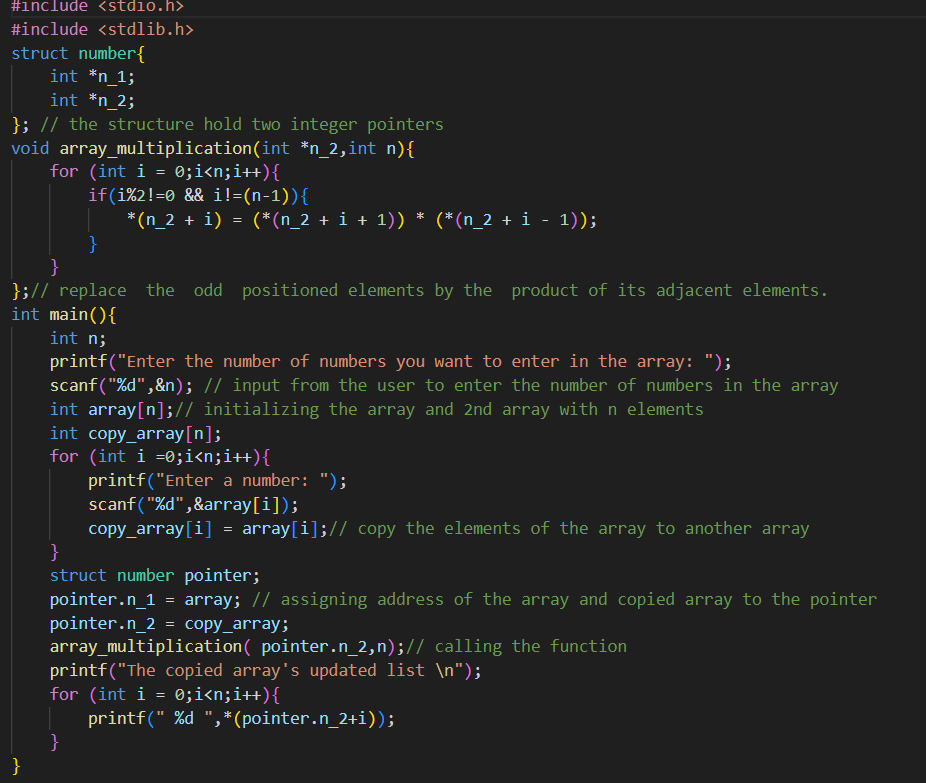 #include <stdio.h>
#include <stdlib.h>
struct number{
    int *n_1;
    int *n_2;
}; // the structure hold two integer pointers
void array_multiplication(int *n_2,int n){
    for (int i = 0;i<n;i++){
        if(i%2!=0 && i!=(n-1)){
            *(n_2 + i) = (*(n_2 + i + 1)) * (*(n_2 + i - 1));
        }
    }
};// replace  the  odd  positioned elements by the  product of its adjacent elements.
int main(){
    int n;
    printf("Enter the number of numbers you want to enter in the array: ");
    scanf("%d",&n); // input from the user to enter the number of numbers in the array
    int array[n];// initializing the array and 2nd array with n elements
    int copy_array[n];
    for (int i =0;i<n;i++){
        printf("Enter a number: ");
        scanf("%d",&array[i]);
        copy_array[i] = array[i];// copy the elements of the array to another array
    }
    struct number pointer;
    pointer.n_1 = array; // assigning address of the array and copied array to the pointer
    pointer.n_2 = copy_array;
    array_multiplication( pointer.n_2,n);// calling the function
    printf("The copied array's updated list \n");
    for (int i = 0;i<n;i++){
        printf(" %d ",*(pointer.n_2+i));
    }
}